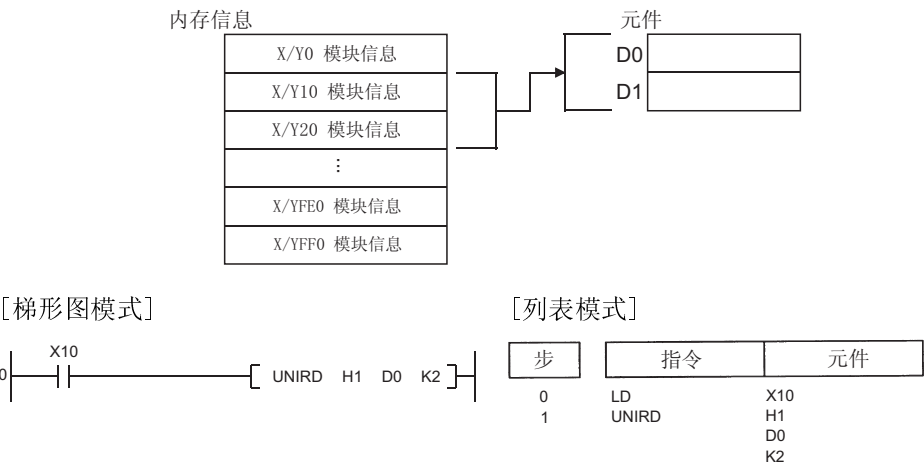 内存信息 元件
X/Y0 模块信息 D0
X/Y10 模块信息 D1
X/Y20 模块信息
⋮
X/YFE0 模块信息
X/YFF0 模块信息
[梯形图模式] [列表模式]
X10
0 UNIRD H1 D0 K2
步 指令 元件
0 LD X10
1 UNIRD H1
D0
K2